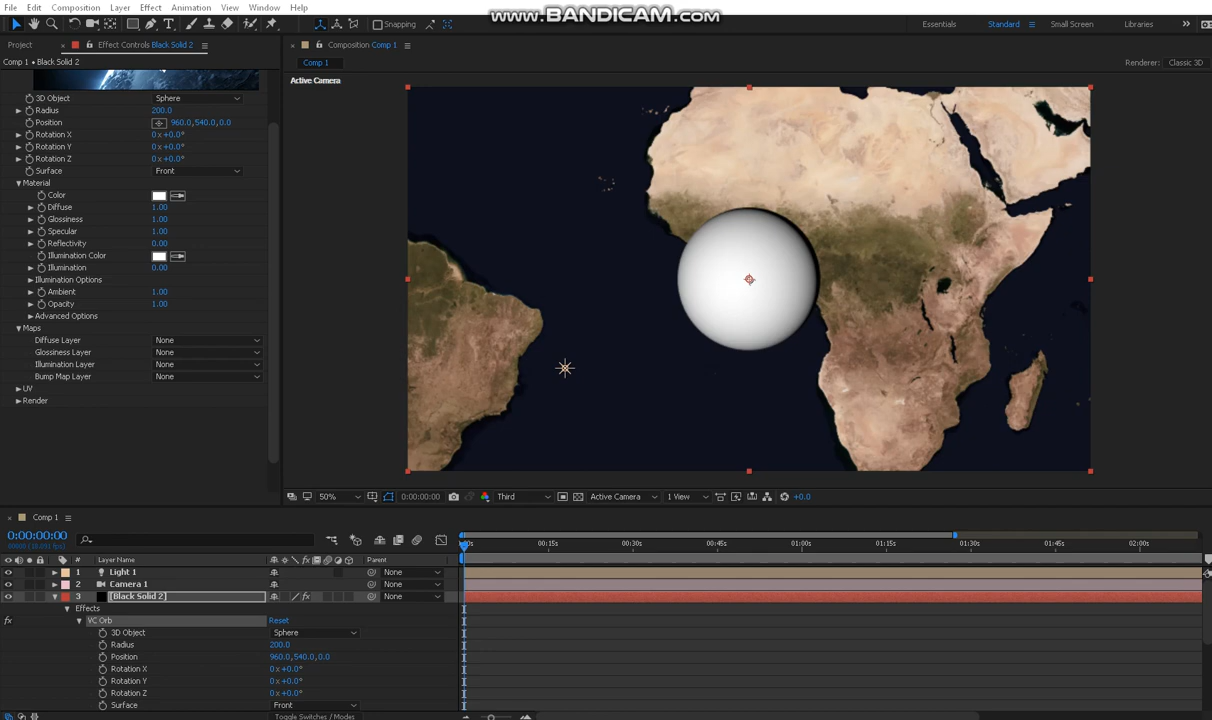 File Edit Composition Layer Effect Animation View Window Help
www.BANDICAM.com
Snapping Essentials Standard Small Screen Libraries
Project Effect Controls Black Solid 2
Composition Comp 1
Comp 1 • Black Solid 2
Comp 1 Renderer: Classic 3D
Active Camera
3D Object Sphere
Radius 200.0
Position 960.0,540.0,0.0
Rotation X 0x+0.0°
Rotation Y 0x+0.0°
Rotation Z 0x+0.0°
Surface Front
Material
Color
Diffuse 1.00
Glossiness 1.00
Specular 1.00
Reflectivity 0.00
Illumination Color
Illumination 0.00
Illumination Options
Ambient 1.00
Opacity 1.00
Advanced Options
Maps
Diffuse Layer None
Glossiness Layer None
Illumination Layer None
Bump Map Layer None
UV
Render
50% 0:00:00:00 Third Active Camera 1 View +0.0
Comp 1
0:00:00:00
# Layer Name Parent
00:15s 00:30s 00:45s 01:00s 01:15s 01:30s 01:45s 02:00s
1 Light 1 None
2 Camera 1 None
3 [Black Solid 2] fx None
Effects
fx VC Orb Reset
3D Object Sphere
Radius 200.0
Position 960.0,540.0,0.0
Rotation X 0x+0.0°
Rotation Y 0x+0.0°
Rotation Z 0x+0.0°
Surface Front
Toggle Switches / Modes